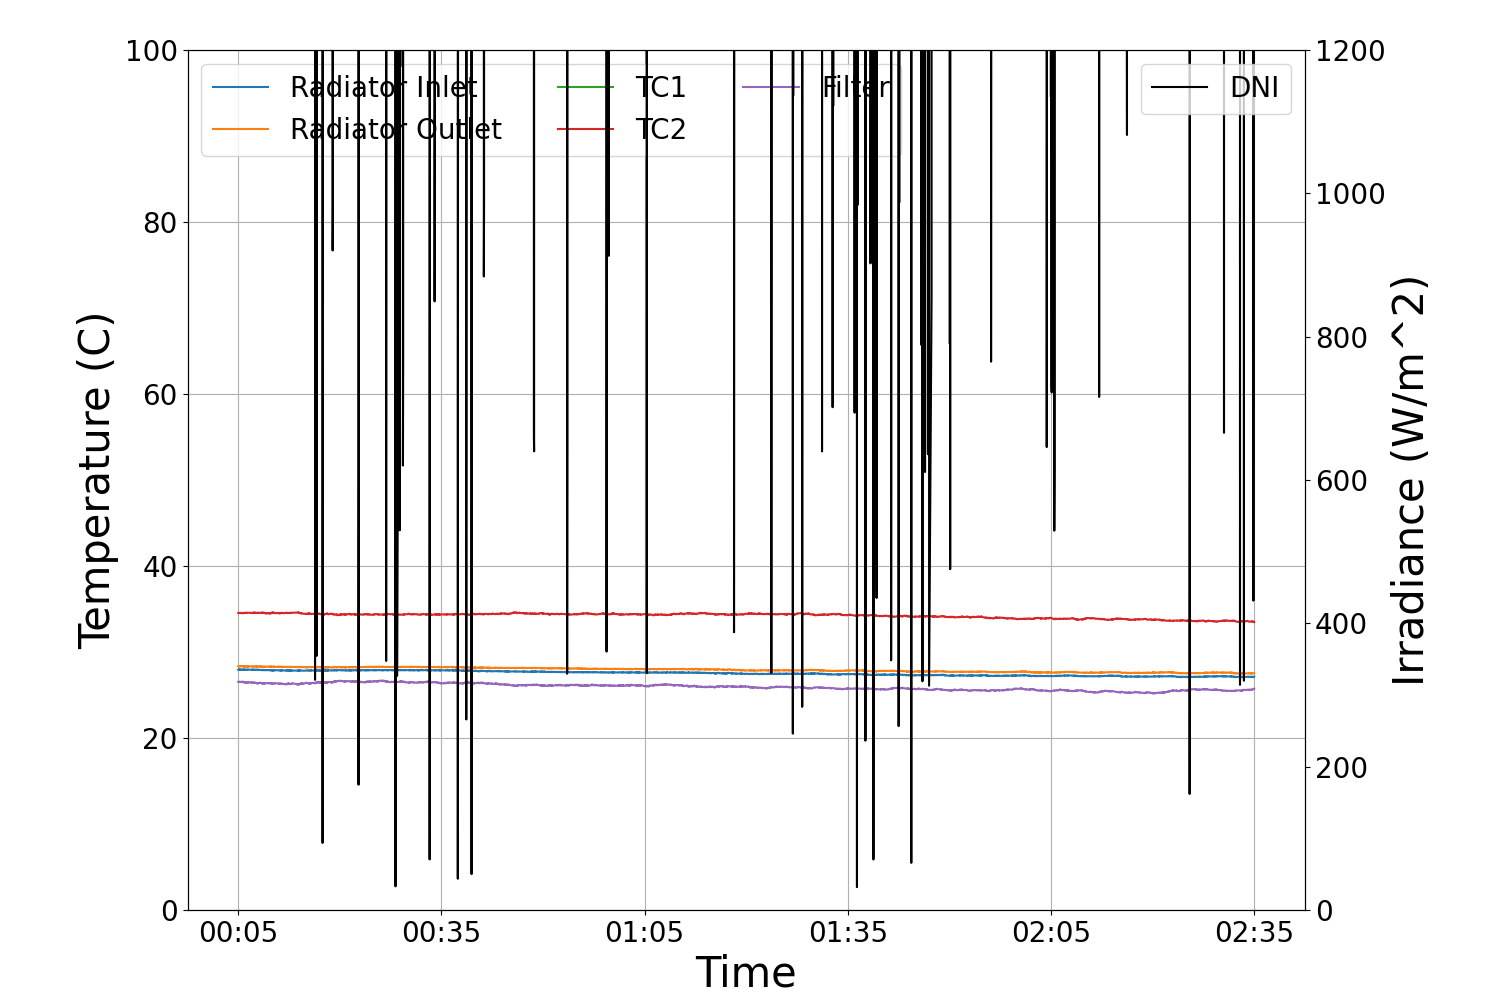 100
80
60
40
20
0
Temperature (C)
Radiator Inlet
Radiator Outlet
TC1
TC2
Filter
DNI
1200
1000
800
600
400
200
0
Irradiance (W/m^2)
00:05 00:35 01:05 01:35 02:05 02:35
Time